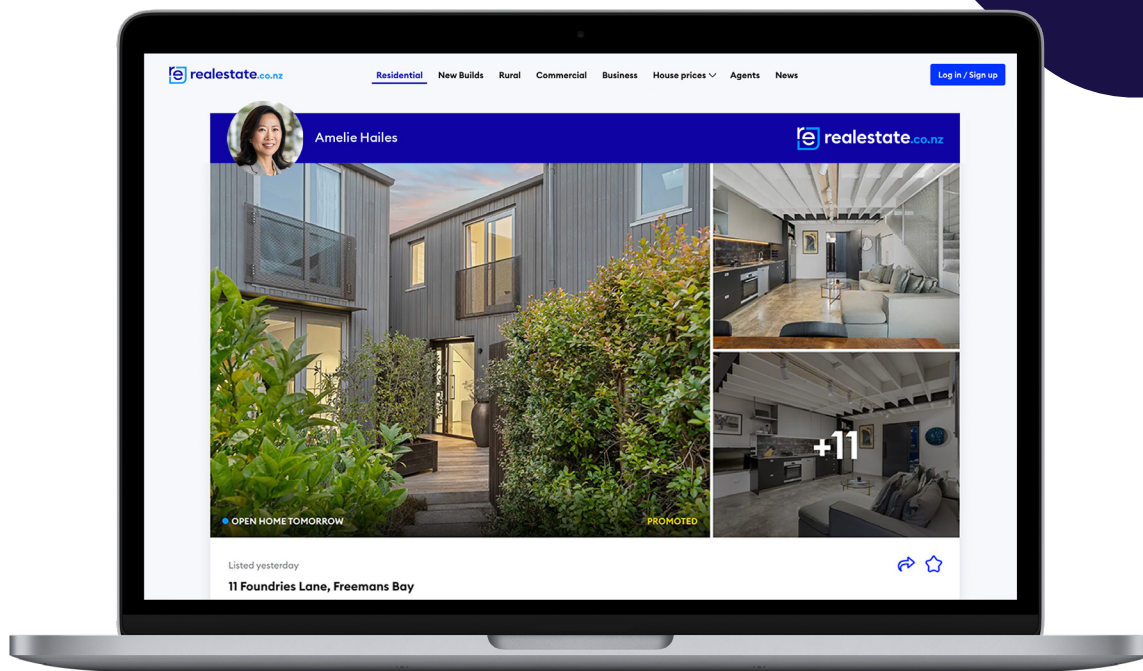 realestate.co.nz
Residential New Builds Rural Commercial Business House prices Agents News
Log in / Sign up
Amelie Hailes
realestate.co.nz
+11
OPEN HOME TOMORROW
PROMOTED
Listed yesterday
11 Foundries Lane, Freemans Bay